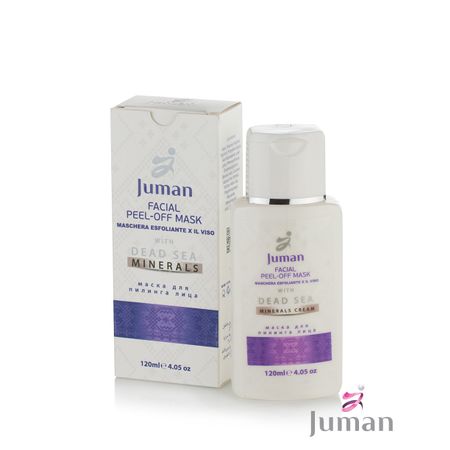 Juman
FACIAL
PEEL-OFF MASK
MASCHERA ESFOLIANTE X IL VISO
WITH
DEAD SEA
MINERALS
маска для
пилинга лица
120ml e 4.05 oz
Juman
FACIAL
PEEL-OFF MASK
MASCHERA ESFOLIANTE X IL VISO
WITH
DEAD SEA
MINERALS CREAM
маска для
пилинга лица
120ml e 4.05 oz
Juman